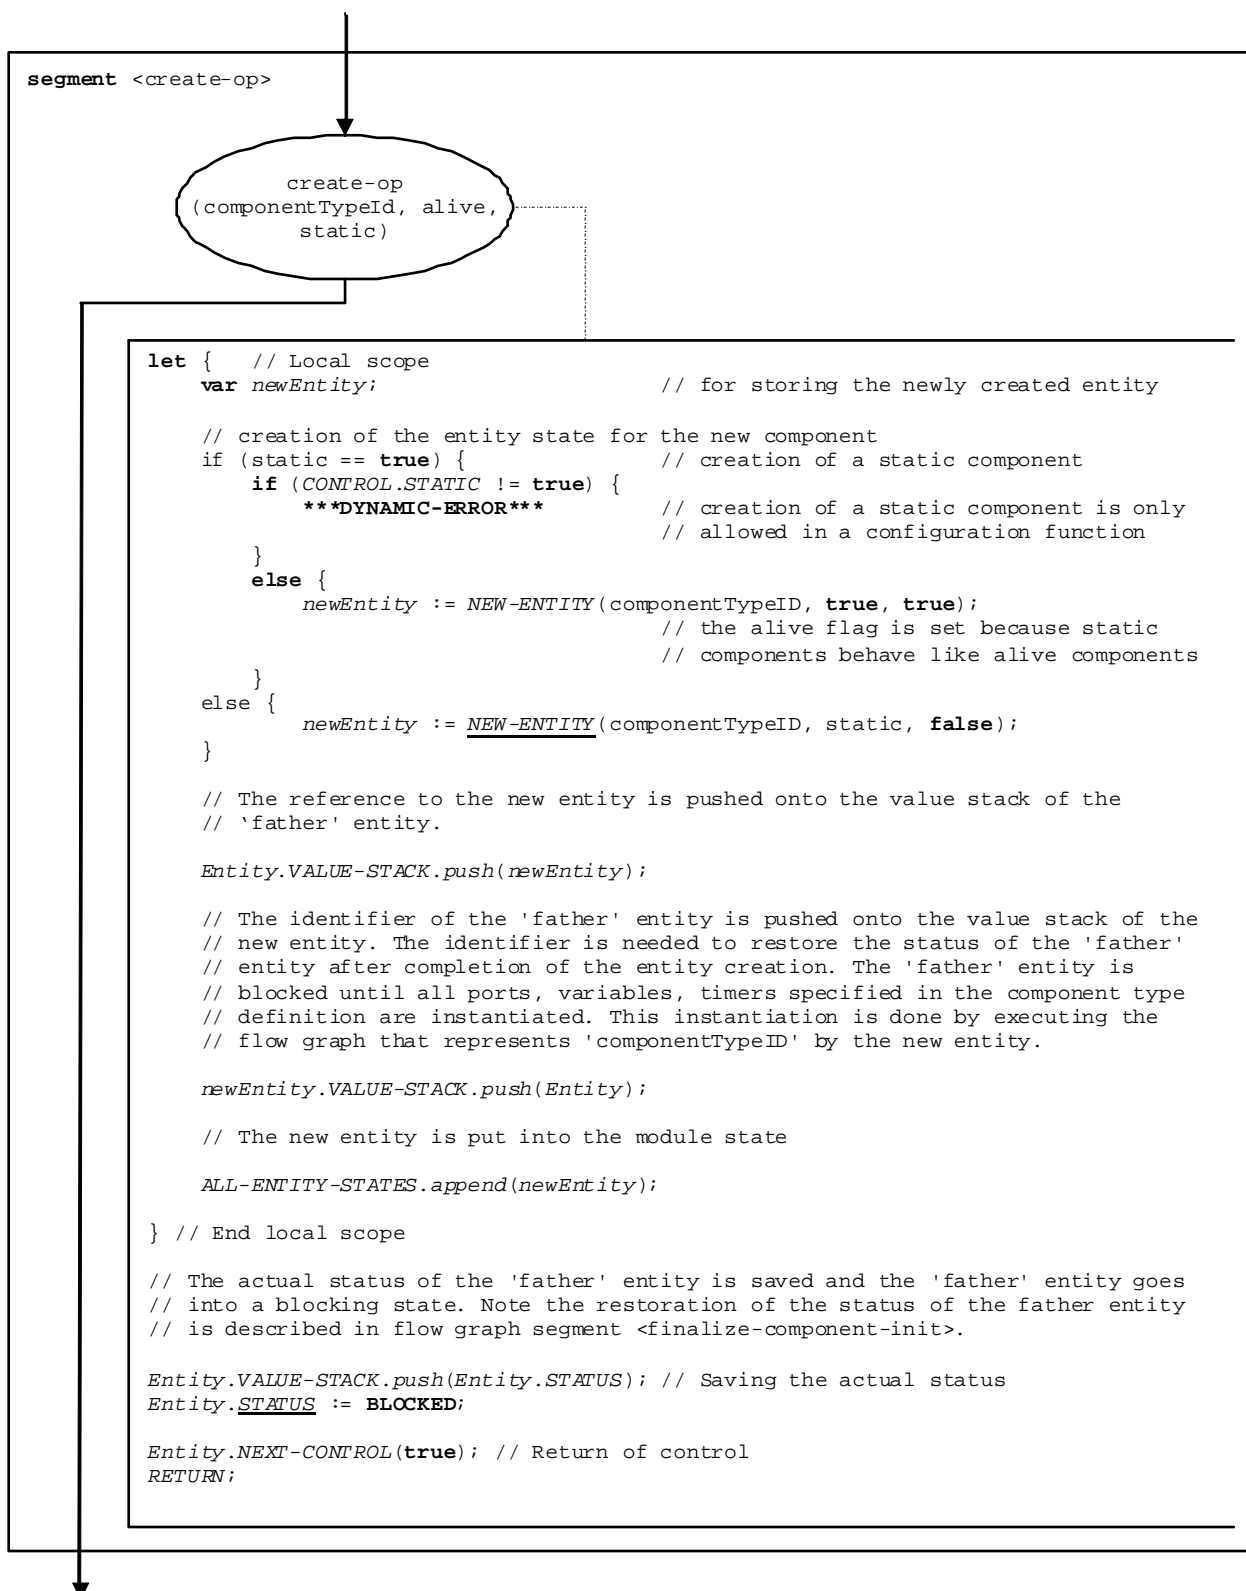 segment <create-op>
create-op
(componentTypeId, alive,
static)
let { // Local scope
var newEntity; // for storing the newly created entity
// creation of the entity state for the new component
if (static == true) { // creation of a static component
if (CONTROL.STATIC != true) {
***DYNAMIC-ERROR*** // creation of a static component is only
// allowed in a configuration function
}
else {
newEntity := NEW-ENTITY(componentTypeID, true, true);
// the alive flag is set because static
// components behave like alive components
}
else {
newEntity := NEW-ENTITY(componentTypeID, static, false);
}
// The reference to the new entity is pushed onto the value stack of the
// ‘father' entity.
Entity.VALUE-STACK.push(newEntity);
// The identifier of the 'father' entity is pushed onto the value stack of the
// new entity. The identifier is needed to restore the status of the 'father'
// entity after completion of the entity creation. The 'father' entity is
// blocked until all ports, variables, timers specified in the component type
// definition are instantiated. This instantiation is done by executing the
// flow graph that represents 'componentTypeID' by the new entity.
newEntity.VALUE-STACK.push(Entity);
// The new entity is put into the module state
ALL-ENTITY-STATES.append(newEntity);
} // End local scope
// The actual status of the 'father' entity is saved and the 'father' entity goes
// into a blocking state. Note the restoration of the status of the father entity
// is described in flow graph segment <finalize-component-init>.
Entity.VALUE-STACK.push(Entity.STATUS); // Saving the actual status
Entity.STATUS := BLOCKED;
Entity.NEXT-CONTROL(true); // Return of control
RETURN;